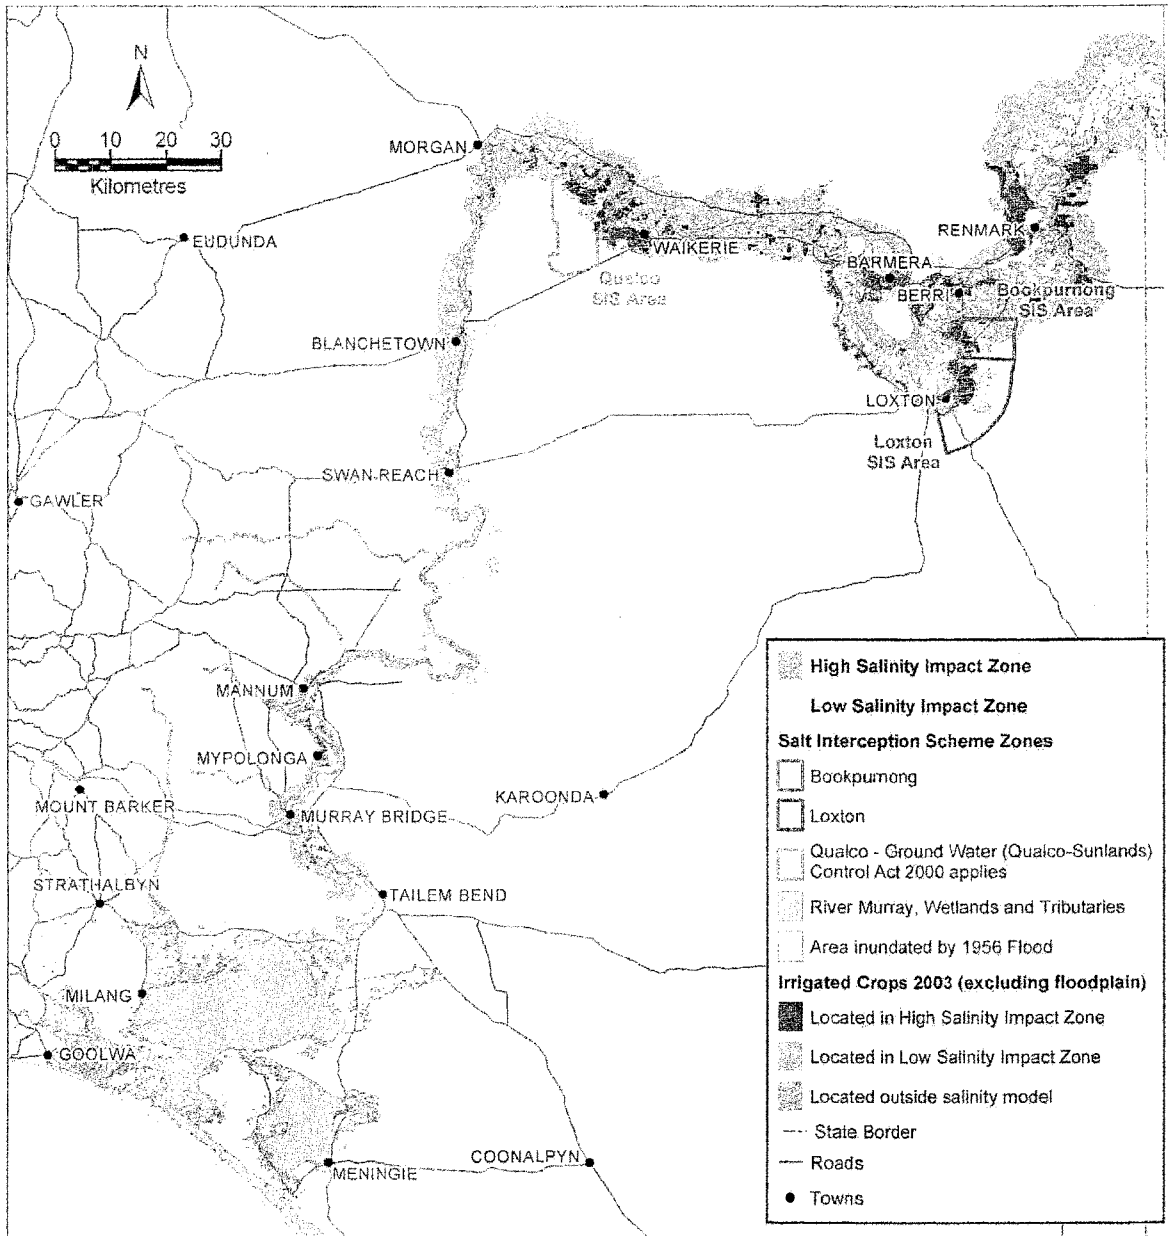 N
0 10 20 30
Kilometres
MORGAN
EUDUNDA
WAIKERIE
RENMARK
BARMERA
BERRI
Qualco
SIS Area
Bookpurnong
SIS Area
BLANCHETOWN
LOXTON
Loxton
SIS Area
SWAN REACH
GAWLER
MANNUM
MYPOLONGA
MOUNT BARKER
KAROONDA
MURRAY BRIDGE
STRATHALBYN
TAILEM BEND
MILANG
GOOLWA
COONALPYN
MENINGIE
High Salinity Impact Zone
Low Salinity Impact Zone
Salt Interception Scheme Zones
Bookpurnong
Loxton
Qualco - Ground Water (Qualco-Sunlands)
Control Act 2000 applies
River Murray, Wetlands and Tributaries
Area inundated by 1956 Flood
Irrigated Crops 2003 (excluding floodplain)
Located in High Salinity Impact Zone
Located in Low Salinity Impact Zone
Located outside salinity model
State Border
Roads
Towns